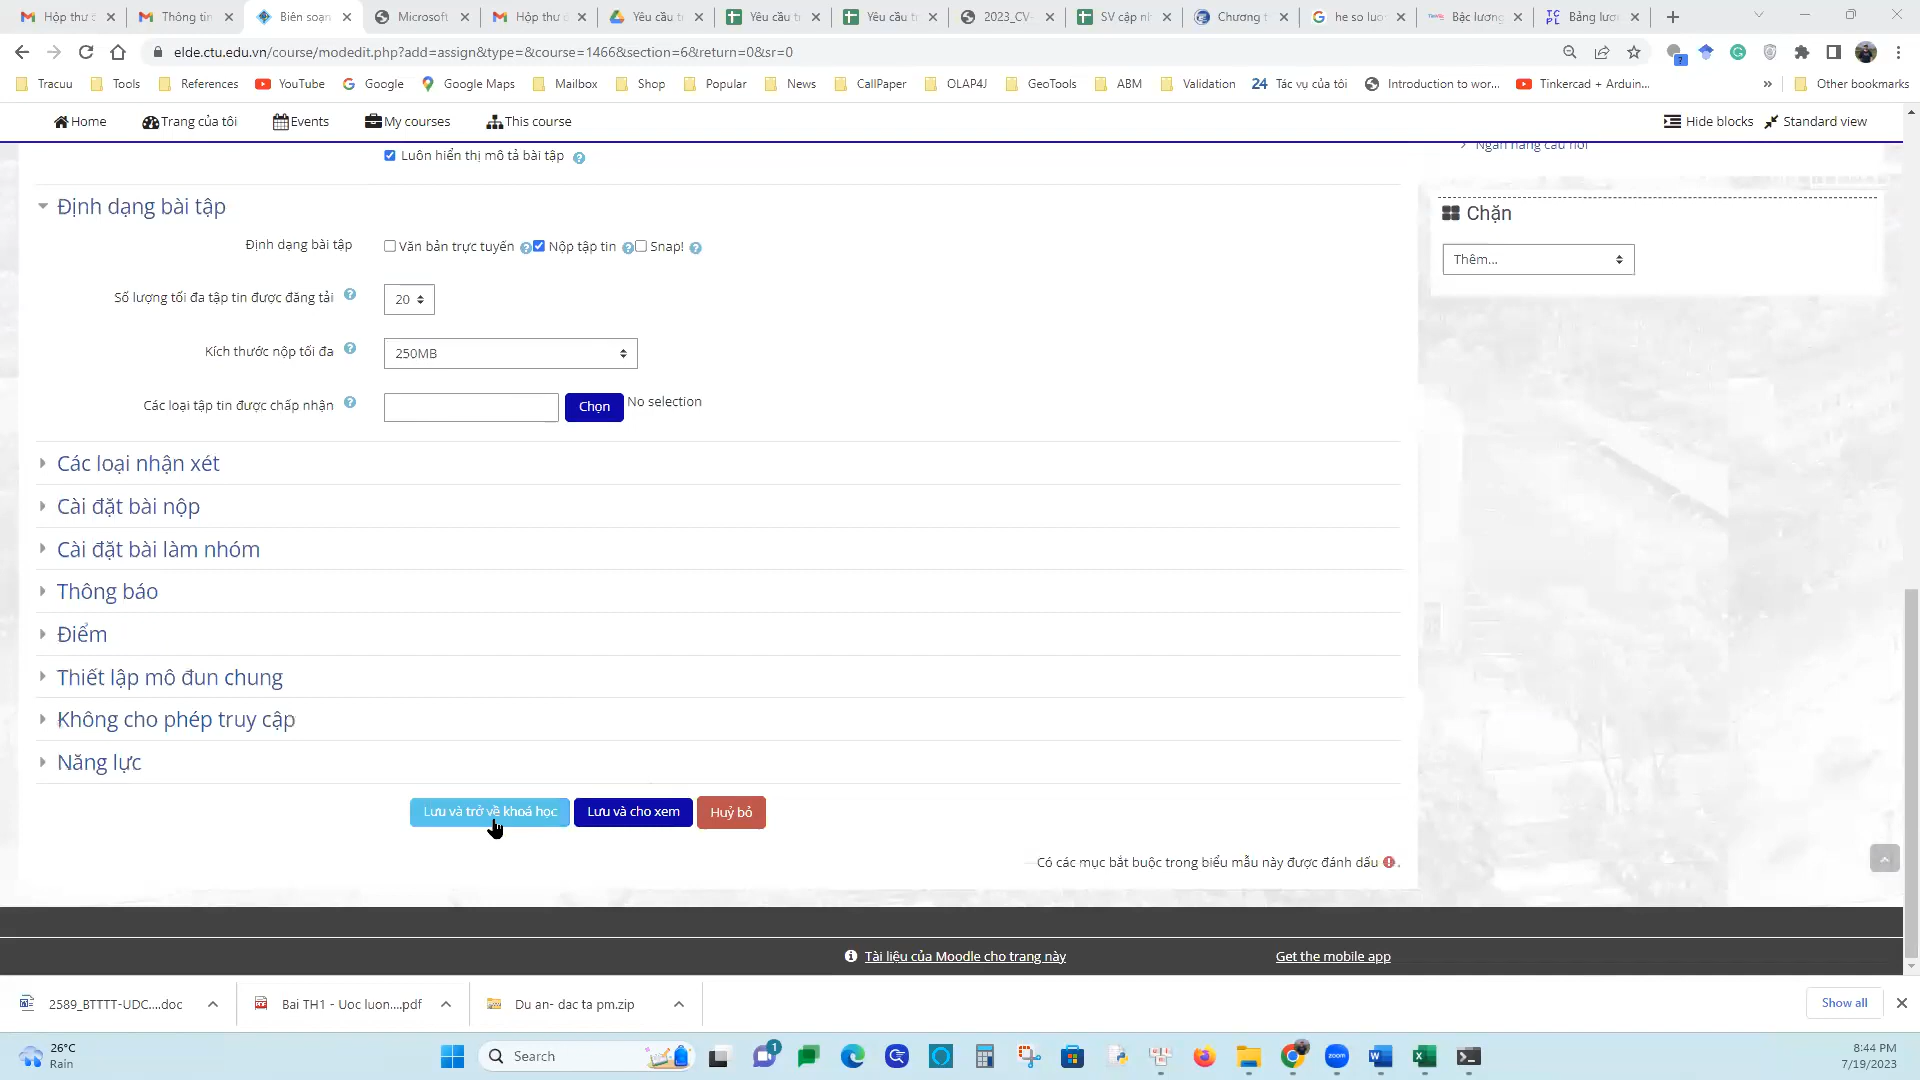 Hộp thư
Thông tin
Biên soạn
Microsoft
Hộp thư
Yêu cầu
Yêu cầu
Yêu cầu
2023_CV
SV cập
Chương
he so luo
Bậc lương
Bảng lươ
elde.ctu.edu.vn/course/modedit.php?add=assign&type=&course=1466&section=6&return=0&sr=0
Tracuu Tools References YouTube Google Google Maps Mailbox Shop Popular News CallPaper OLAP4J GeoTools ABM Validation 24 Tác vụ của tôi Introduction to wor... Tinkercad + Arduin... » Other bookmarks
Home Trang của tôi Events My courses This course Hide blocks Standard view
Luôn hiển thị mô tả bài tập
Ngân hàng câu hỏi
Định dạng bài tập
Chặn
Định dạng bài tập Văn bản trực tuyến Nộp tập tin Snap!
Thêm...
Số lượng tối đa tập tin được đăng tải 20
Kích thước nộp tối đa 250MB
Các loại tập tin được chấp nhận Chọn No selection
Các loại nhận xét
Cài đặt bài nộp
Cài đặt bài làm nhóm
Thông báo
Điểm
Thiết lập mô đun chung
Không cho phép truy cập
Năng lực
Lưu và trở về khoá học Lưu và cho xem Huỷ bỏ
Có các mục bắt buộc trong biểu mẫu này được đánh dấu .
Tài liệu của Moodle cho trang này Get the mobile app
2589_BTTTT-UDC....doc Bai TH1 - Uoc luon....pdf Du an- dac ta pm.zip Show all
26°C
Rain
Search
1
zoom
8:44 PM
7/19/2023